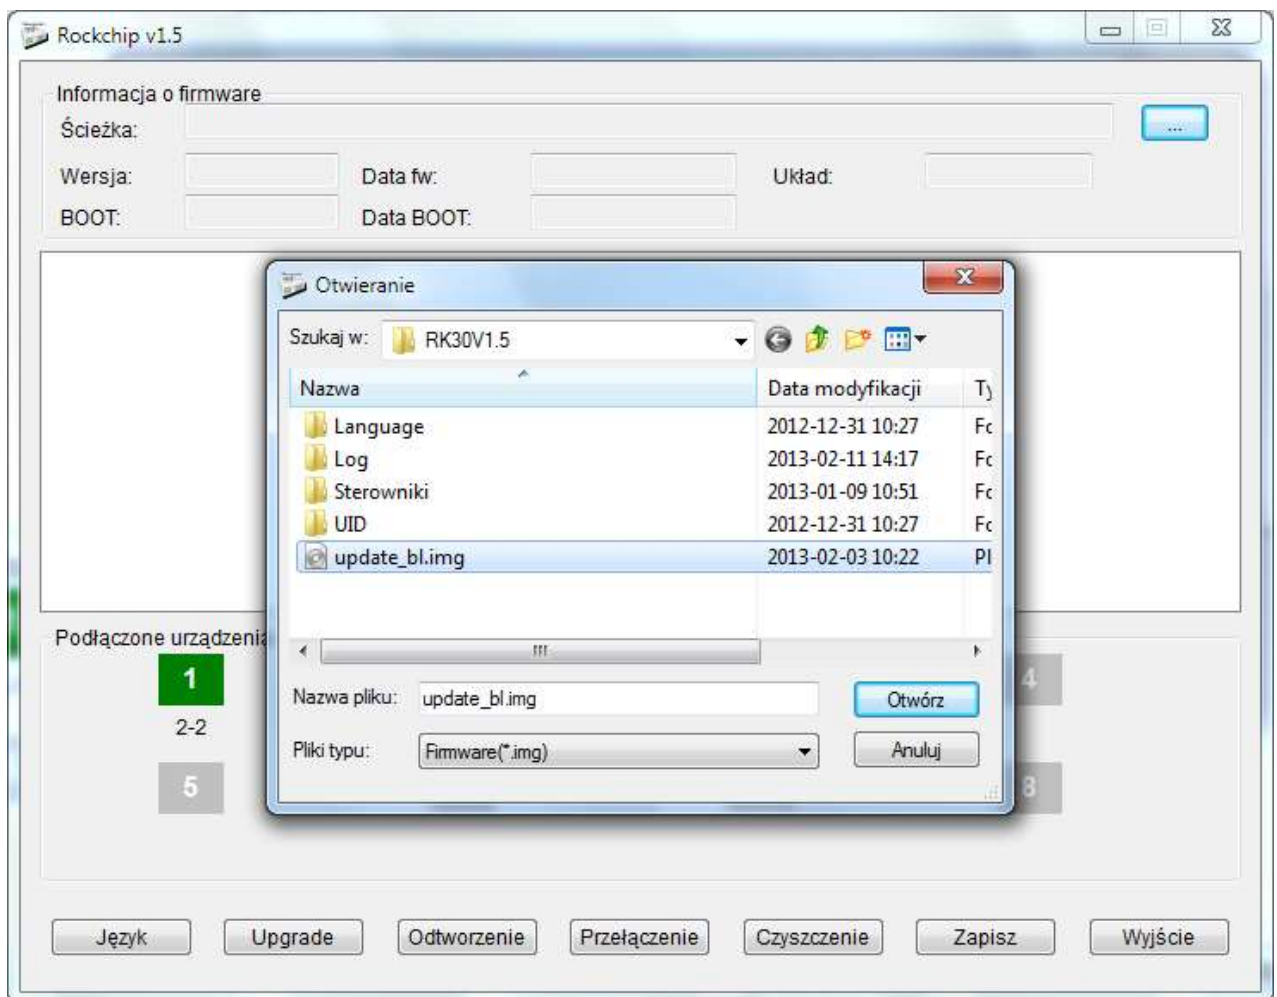 Rockchip v1.5
Informacja o firmware
Ścieżka:
...
Wersja: Data fw: Układ:
BOOT: Data BOOT:
Otwieranie
Szukaj w: RK30V1.5
Nazwa Data modyfikacji
Language 2012-12-31 10:27
Log 2013-02-11 14:17
Sterowniki 2013-01-09 10:51
UID 2012-12-31 10:27
update_bl.img 2013-02-03 10:22
Nazwa pliku: update_bl.img Otwórz
Pliki typu: Firmware(*.img) Anuluj
Podłączone urządzenia
1 4
2-2
5 8
Język Upgrade Odtworzenie Przełączenie Czyszczenie Zapisz Wyjście